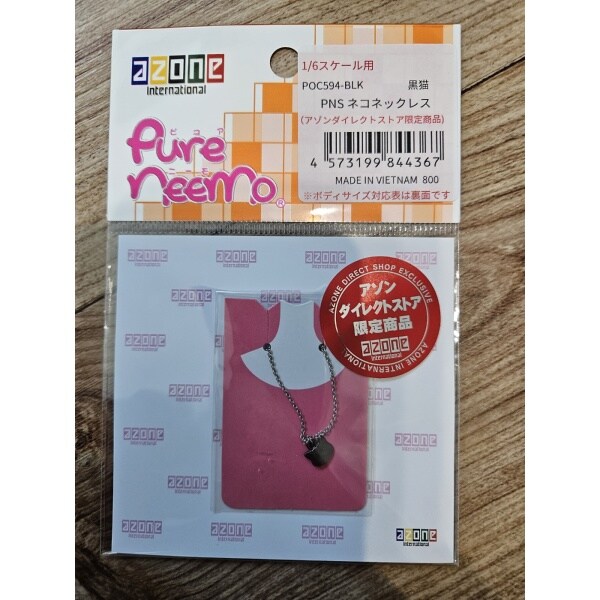 azone
international
1/6スケール用
POC594-BLK 黒猫
PNS ネコネックレス
(アゾンダイレクトストア限定商品)
4 573199 844367
MADE IN VIETNAM 800
※ボディサイズ対応表は裏面です
ピュア
Pure
ニーモ
neemo®
AZONE DIRECT SHOP EXCLUSIVE
アゾン
ダイレクトストア
限定商品
azone
international
AZONE INTERNATIONAL
azone
international